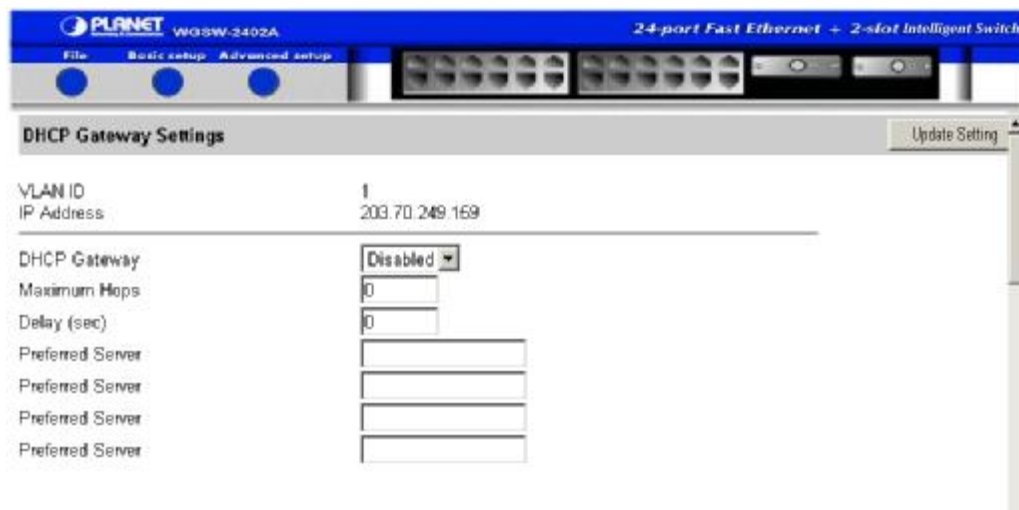 PLANET WGSW-2402A
24-port Fast Ethernet + 2-slot Intelligent Switch
File Basic setup Advanced setup
DHCP Gateway Settings
Update Setting
VLAN ID 1
IP Address 203.70.249.169
DHCP Gateway Disabled
Maximum Hops 0
Delay (sec) 0
Preferred Server
Preferred Server
Preferred Server
Preferred Server